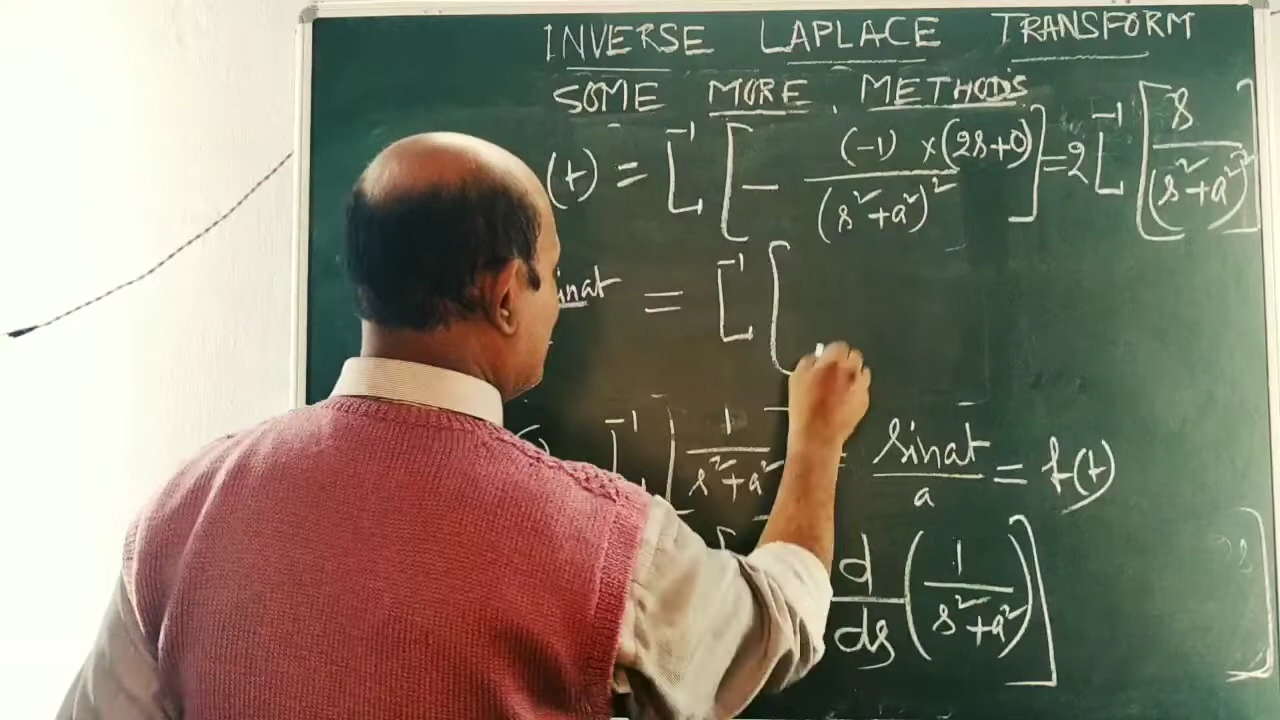 INVERSE LAPLACE TRANSFORM
SOME MORE METHODS
(t) = L⁻¹ [ - (-1) × (2s+0) / (s²+a²)² ] = 2 L⁻¹ [ s / (s²+a²)² ]
inat = L⁻¹ [
L⁻¹ [ 1 / s²+a² ] = sinat / a = f(t)
d/ds ( 1 / s²+a² ) ]